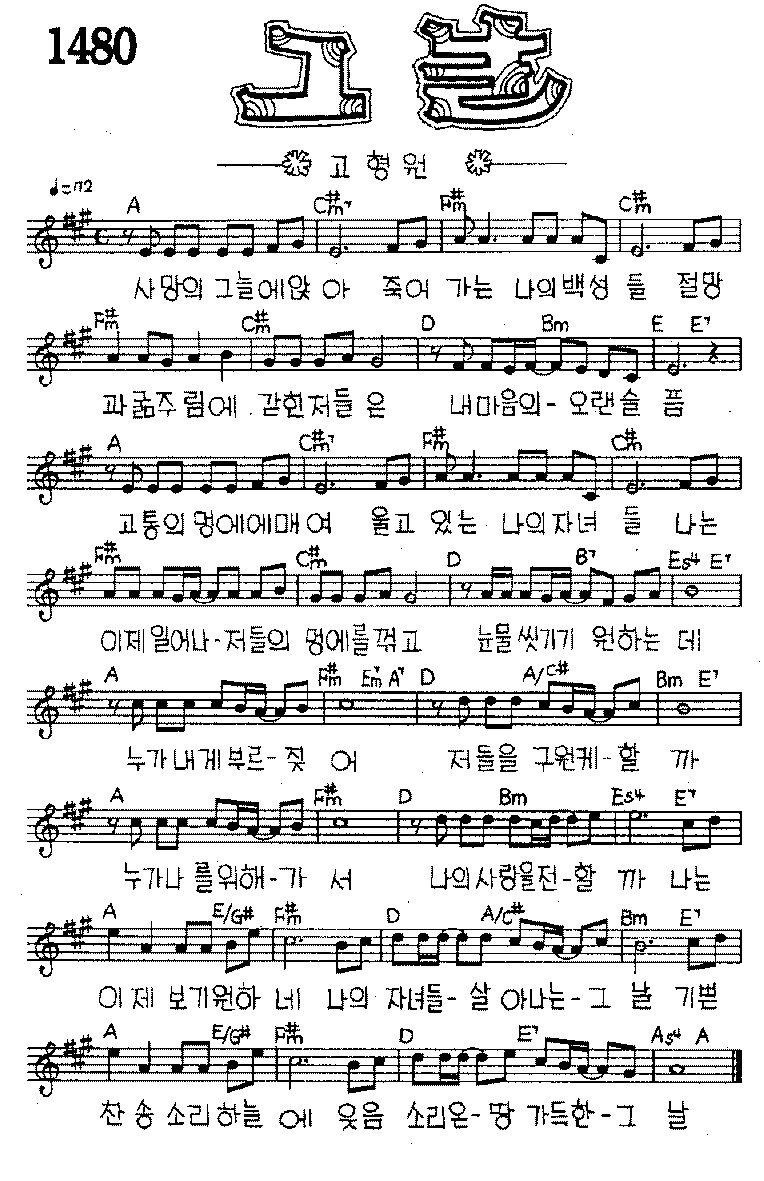 1480
그날
고형원
♩=112
A C#m7 F#m C#m
사망의 그늘에앉 아 죽어 가는 나의백성 들 절망
F#m C#m D Bm E E7
과굶주림에 갇힌저들 은 내마음의- 오랜슬 픔
A C#m7 F#m C#m
고통의 멍에에매 여 울고 있는 나의자녀 들 나는
F#m C#m D B7 Es4 E7
이제일어나-저들의 멍에를꺾고 눈물씻기기 원하는 데
A F#m Em7 A7 D A/C# Bm E7
누가내게부르-짖 어 저들을 구원케-할 까
A F#m D Bm Es4 E7
누가나 를위해-가 서 나의사랑을전-할 까 나는
A E/G# F#m D A/C# Bm E7
이제 보기원하 네 나의 자녀들-살 아나는-그 날 기쁜
A E/G# F#m D E7 As4 A
찬송소리하늘 에 웃음 소리온-땅 가득한-그 날